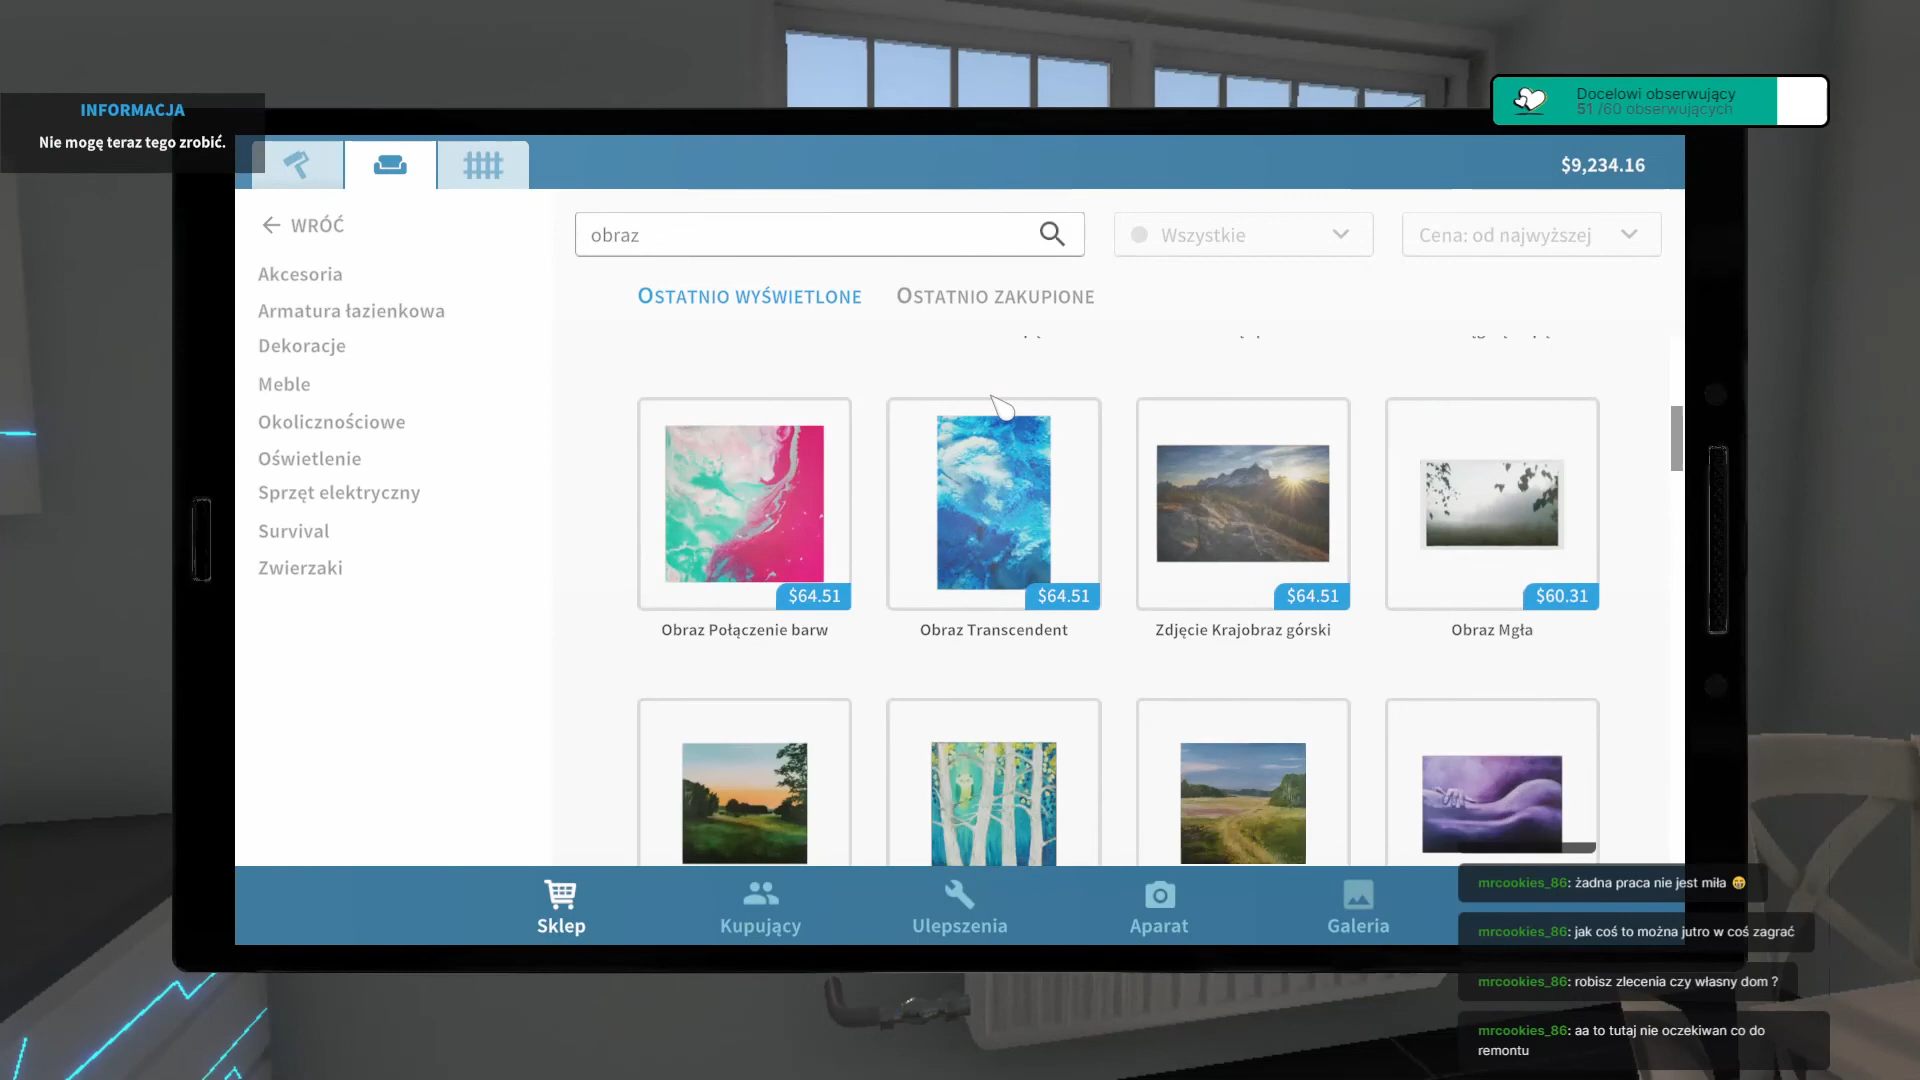 INFORMACJA
Nie mogę teraz tego zrobić.
Docelowi obserwujący
51 /60 obserwujących
$9,234.16
WRÓĆ
Akcesoria
Armatura łazienkowa
Dekoracje
Meble
Okolicznościowe
Oświetlenie
Sprzęt elektryczny
Survival
Zwierzaki
obraz
Wszystkie
Cena: od najwyższej
OSTATNIO WYŚWIETLONE
OSTATNIO ZAKUPIONE
$64.51
$64.51
$64.51
$60.31
Obraz Połączenie barw
Obraz Transcendent
Zdjęcie Krajobraz górski
Obraz Mgła
Sklep
Kupujący
Ulepszenia
Aparat
Galeria
mrcookies_86: żadna praca nie jest miła 😁
mrcookies_86: jak coś to można jutro w coś zagrać
mrcookies_86: robisz zlecenia czy własny dom ?
mrcookies_86: aa to tutaj nie oczekiwan co do
remontu